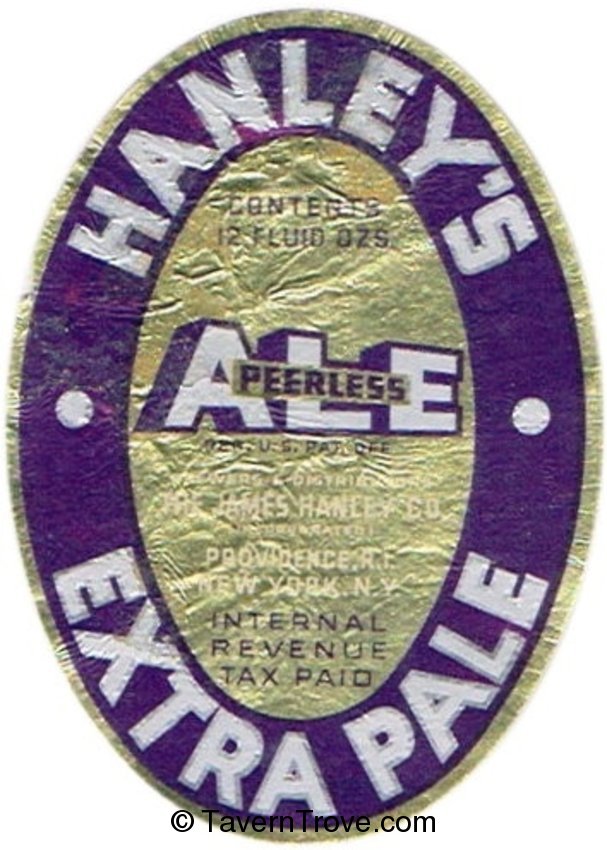 HANLEY'S
CONTENTS
12 FLUID OZS.
ALE
PEERLESS
REG. U.S. PAT. OFF.
& DISTRIBUTORS
THE JAMES HANLEY CO.
PROVIDENCE, R.I.
NEW YORK, N.Y.
INTERNAL
REVENUE
TAX PAID
EXTRA PALE
© TavernTrove.com